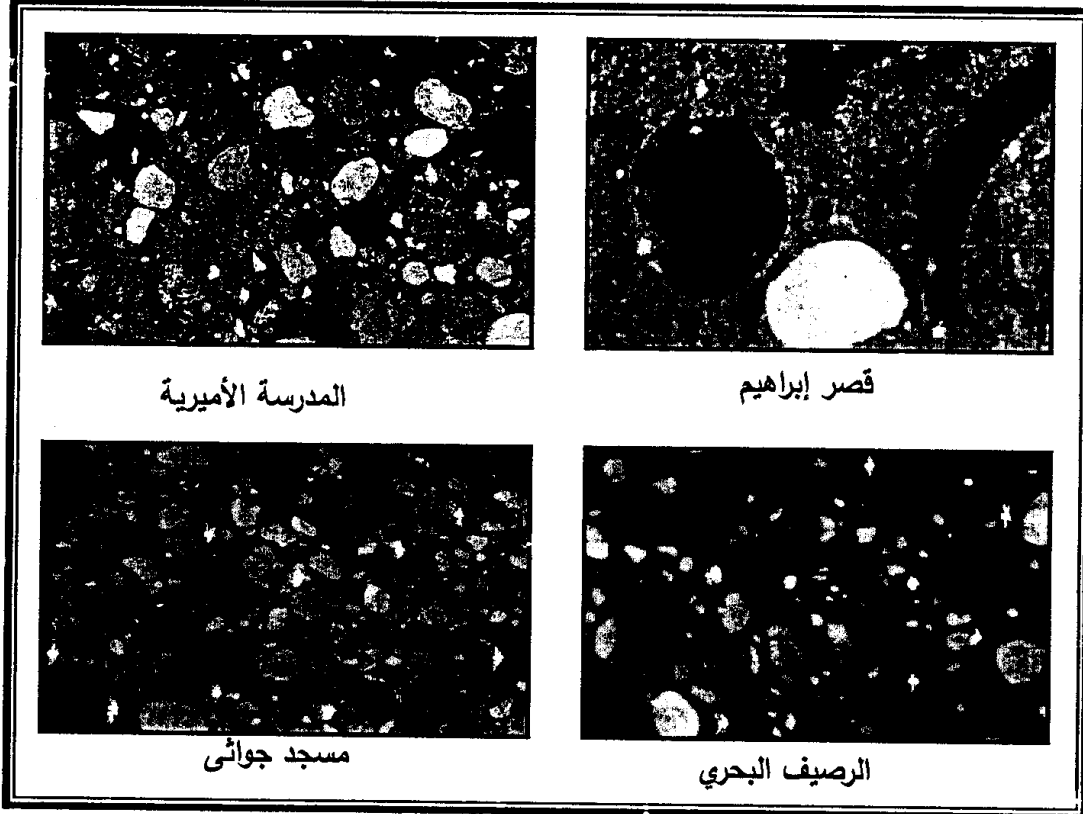 قصر إبراهيم
المدرسة الأميرية
الرصيف البحري
مسجد جواثى